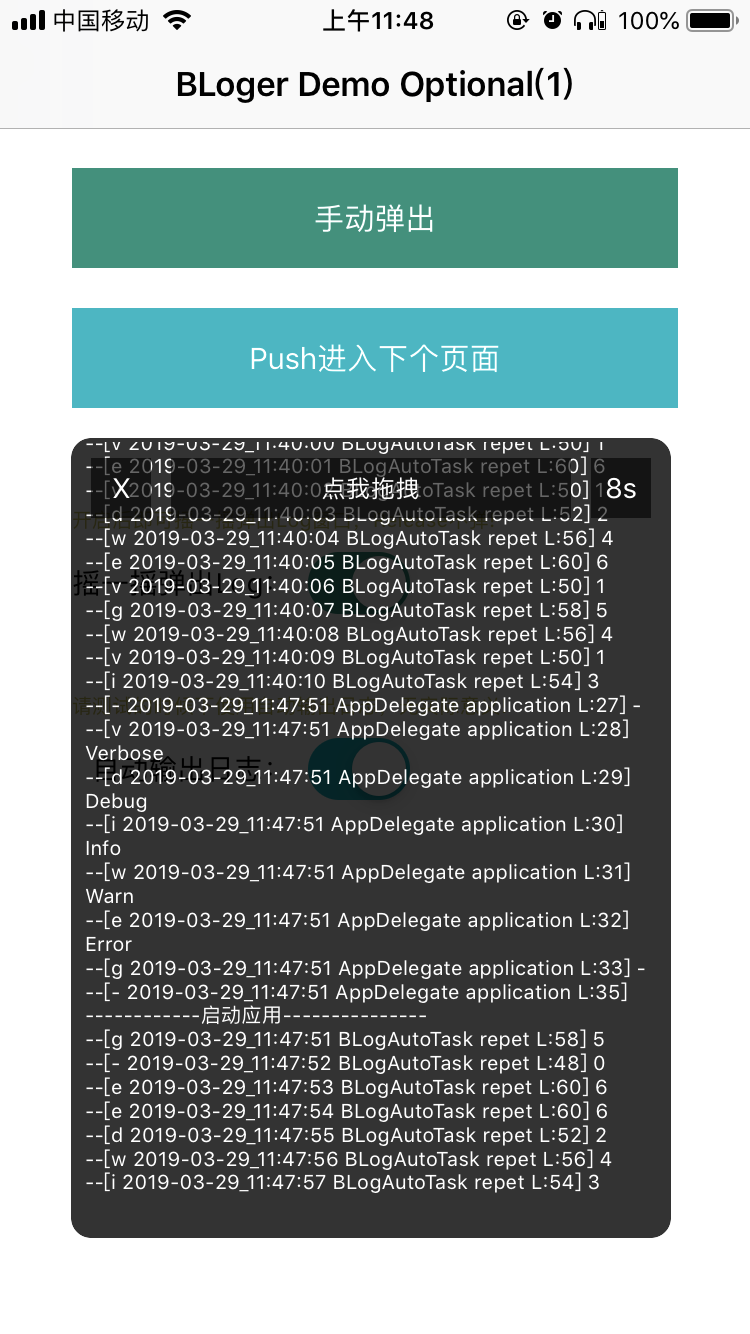 中国移动
上午11:48
100%
BLoger Demo Optional(1)
手动弹出
Push进入下个页面
--[v 2019-03-29_11:40:00 BLogAutoTask repet L:50] 1
--[e 2019-03-29_11:40:01 BLogAutoTask repet L:60] 6
X
点我拖拽
8s
--[v 2019-03-29_11:40:02 BLogAutoTask repet L:50] 1
--[d 2019-03-29_11:40:03 BLogAutoTask repet L:52] 2
--[w 2019-03-29_11:40:04 BLogAutoTask repet L:56] 4
--[e 2019-03-29_11:40:05 BLogAutoTask repet L:60] 6
摇一摇弹出Log：
--[v 2019-03-29_11:40:06 BLogAutoTask repet L:50] 1
--[g 2019-03-29_11:40:07 BLogAutoTask repet L:58] 5
--[w 2019-03-29_11:40:08 BLogAutoTask repet L:56] 4
--[v 2019-03-29_11:40:09 BLogAutoTask repet L:50] 1
--[i 2019-03-29_11:40:10 BLogAutoTask repet L:54] 3
--[- 2019-03-29_11:47:51 AppDelegate application L:27] -
--[v 2019-03-29_11:47:51 AppDelegate application L:28]
Verbose
自动输出日志：
--[d 2019-03-29_11:47:51 AppDelegate application L:29]
Debug
--[i 2019-03-29_11:47:51 AppDelegate application L:30]
Info
--[w 2019-03-29_11:47:51 AppDelegate application L:31]
Warn
--[e 2019-03-29_11:47:51 AppDelegate application L:32]
Error
--[g 2019-03-29_11:47:51 AppDelegate application L:33] -
--[- 2019-03-29_11:47:51 AppDelegate application L:35]
------------启动应用---------------
--[g 2019-03-29_11:47:51 BLogAutoTask repet L:58] 5
--[- 2019-03-29_11:47:52 BLogAutoTask repet L:48] 0
--[e 2019-03-29_11:47:53 BLogAutoTask repet L:60] 6
--[e 2019-03-29_11:47:54 BLogAutoTask repet L:60] 6
--[d 2019-03-29_11:47:55 BLogAutoTask repet L:52] 2
--[w 2019-03-29_11:47:56 BLogAutoTask repet L:56] 4
--[i 2019-03-29_11:47:57 BLogAutoTask repet L:54] 3